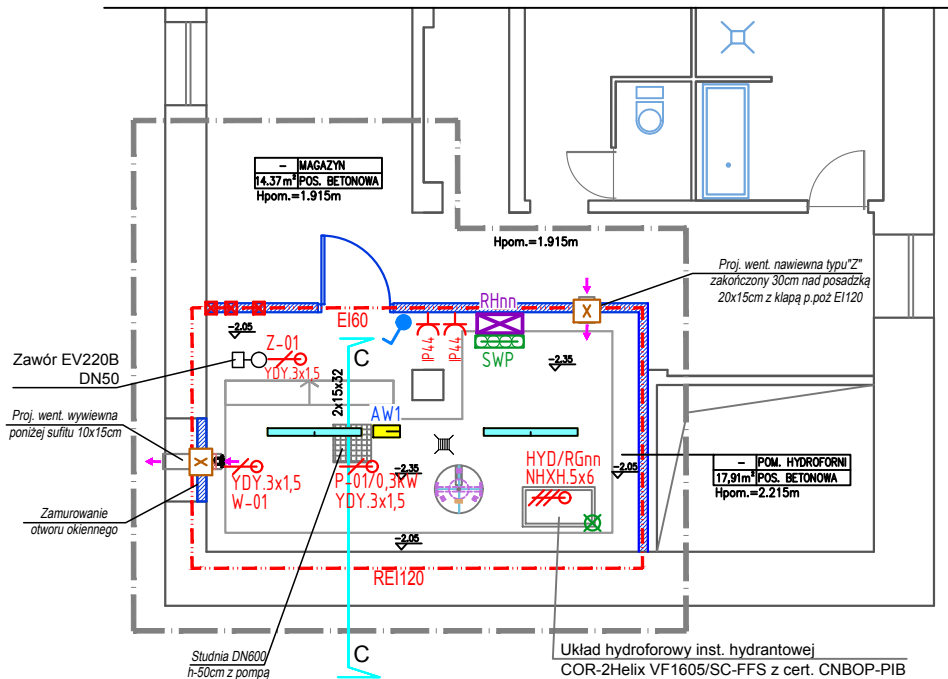 – MAGAZYN
14.37m² POS. BETONOWA
Hpom.=1.915m
Hpom.=1.915m
Proj. went. nawiewna typu"Z"
zakończony 30cm nad posadzką
20x15cm z klapą p.poż EI120
RHnn
EI60
-2.05
IP44
IP44
SWP
C
Z-01
YDY.3x1,5
-2.35
Zawór EV220B
DN50
2x15x32
Proj. went. wywiewna
poniżej sufitu 10x15cm
AW1
HYD/RGnn
NHXH.5x6
-2.05
– POM. HYDROFORNI
17,91m² POS. BETONOWA
Hpom.=2.215m
YDY.3x1,5
W-01
-2.35
P-01/0,3KW
YDY.3x1,5
Zamurowanie
otworu okiennego
-2.05
REI120
Studnia DN600
h-50cm z pompą
C
Układ hydroforowy inst. hydrantowej
COR-2Helix VF1605/SC-FFS z cert. CNBOP-PIB